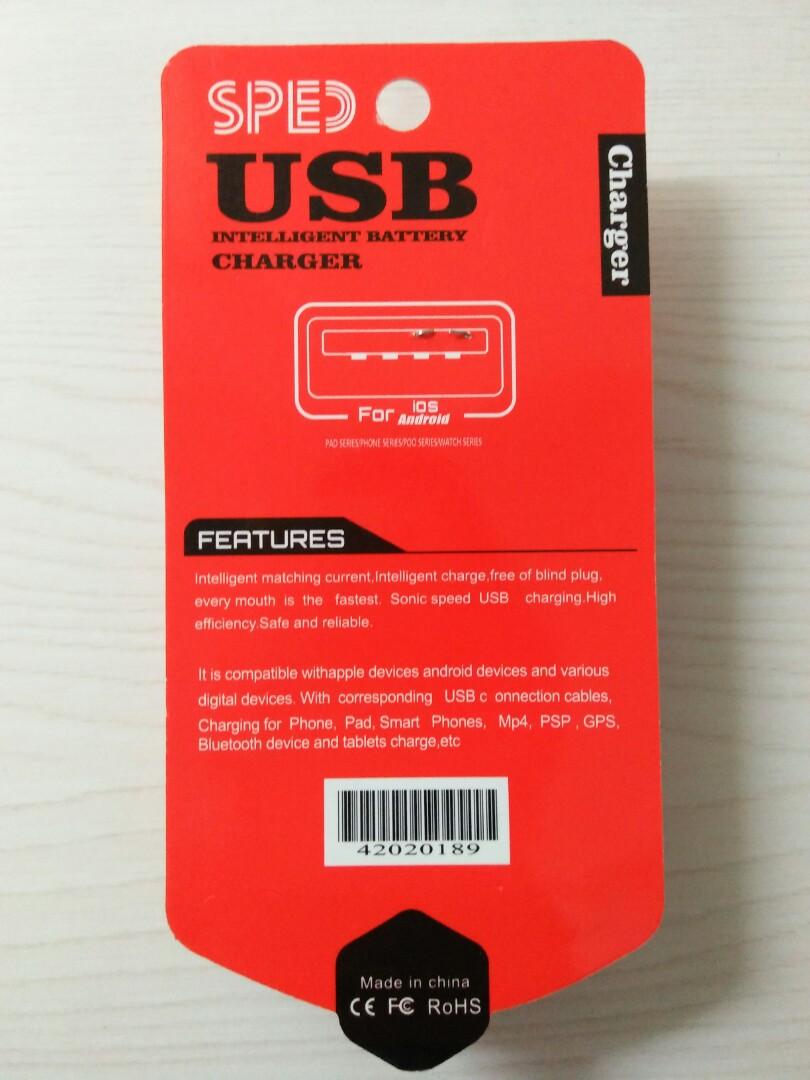 SPED
USB
INTELLIGENT BATTERY
CHARGER
Charger
For iOS
Android
PAD SERIES/PHONE SERIES/POO SERIES/WATCH SERIES
FEATURES
Intelligent matching current,Intelligent charge,free of blind plug,
every mouth is the fastest. Sonic speed USB charging.High
efficiency.Safe and reliable.
It is compatible withapple devices android devices and various
digital devices. With corresponding USB c onnection cables,
Charging for Phone, Pad, Smart Phones, Mp4, PSP , GPS,
Bluetooth device and tablets charge,etc
42020189
Made in china
CE FC RoHS